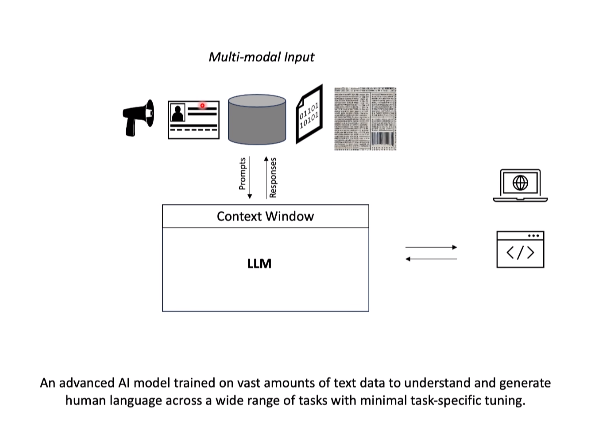 Multi-modal Input
01101
10101
Prompts
Responses
Context Window
LLM
</>
An advanced AI model trained on vast amounts of text data to understand and generate
human language across a wide range of tasks with minimal task-specific tuning.